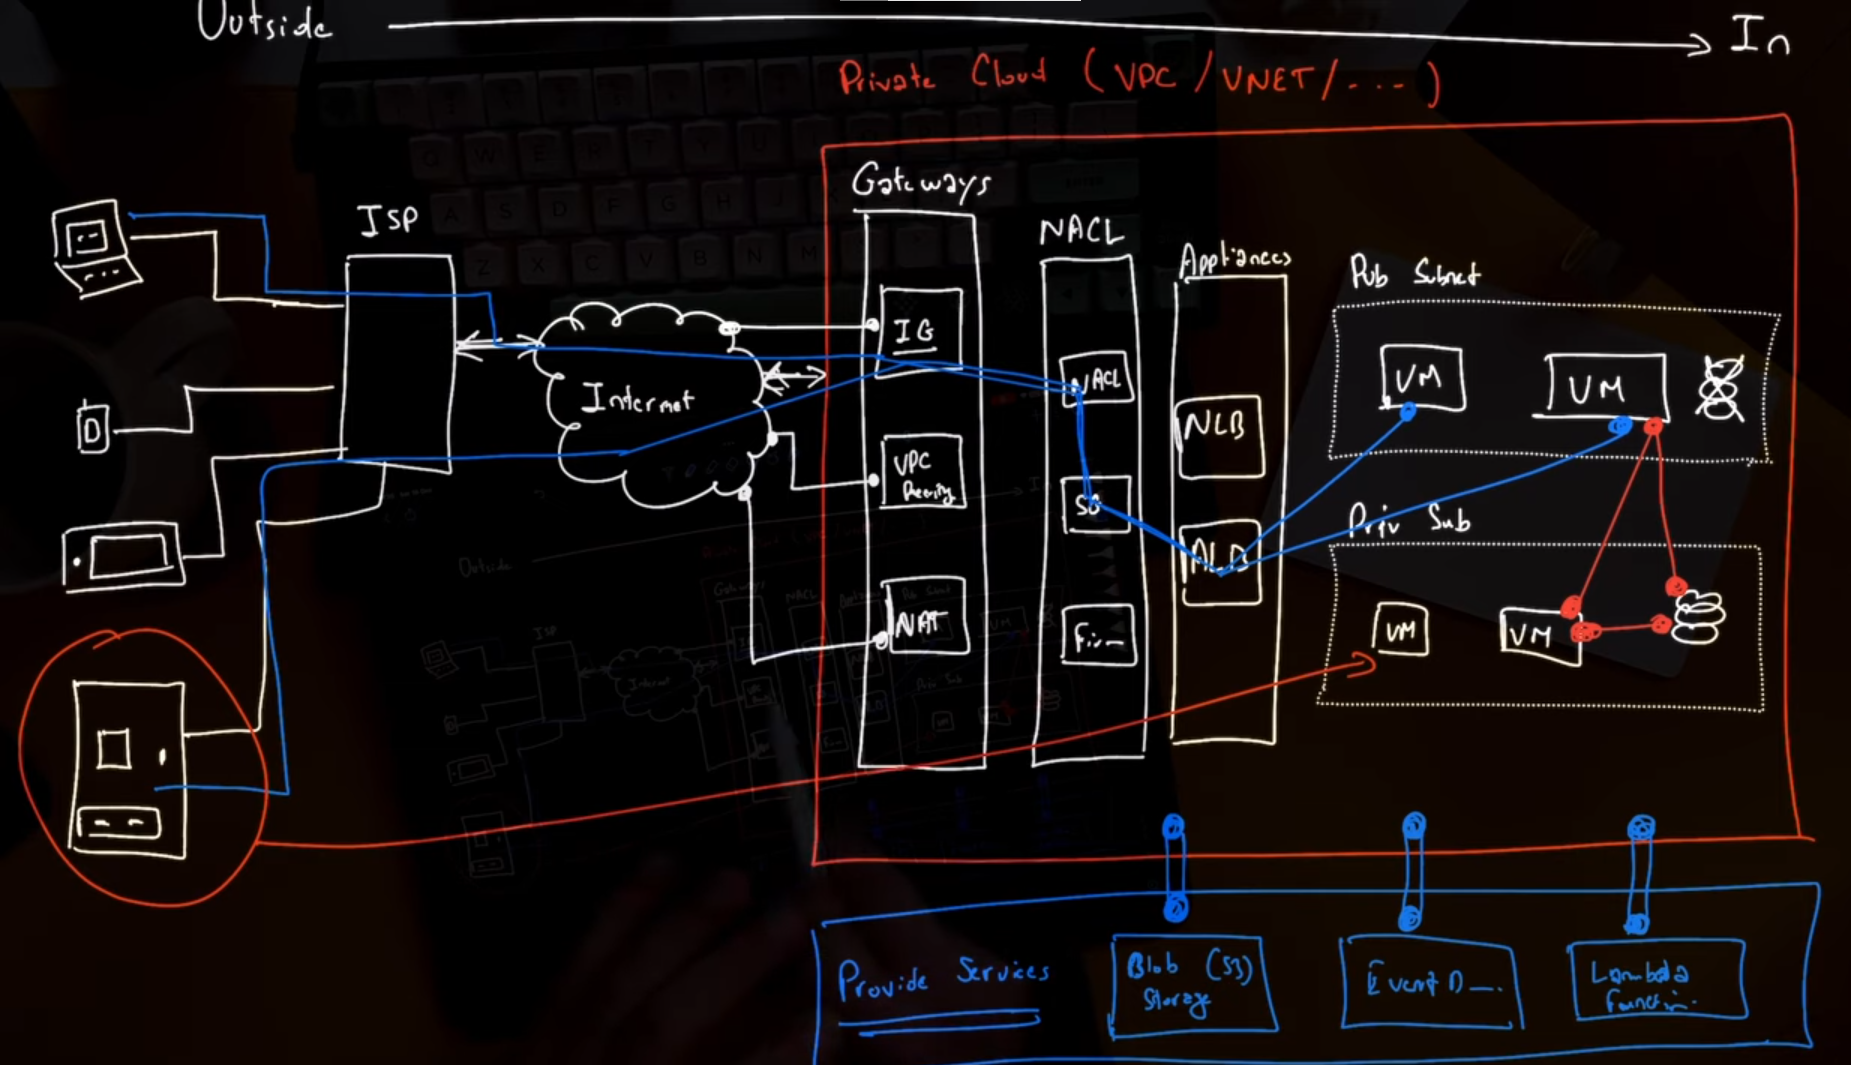 Outside
In
Private Cloud (VPC/VNET/....)
Gateways
ISP
NACL
Appliances
Pub Subnet
IG
VM
VM
NACL
Internet
D
NLB
VPC
Peering
SG
ALB
Priv Sub
NAT
Fir
VM
VM
Provide Services
Blob (S3)
Storage
Event D
Lambda
Function.